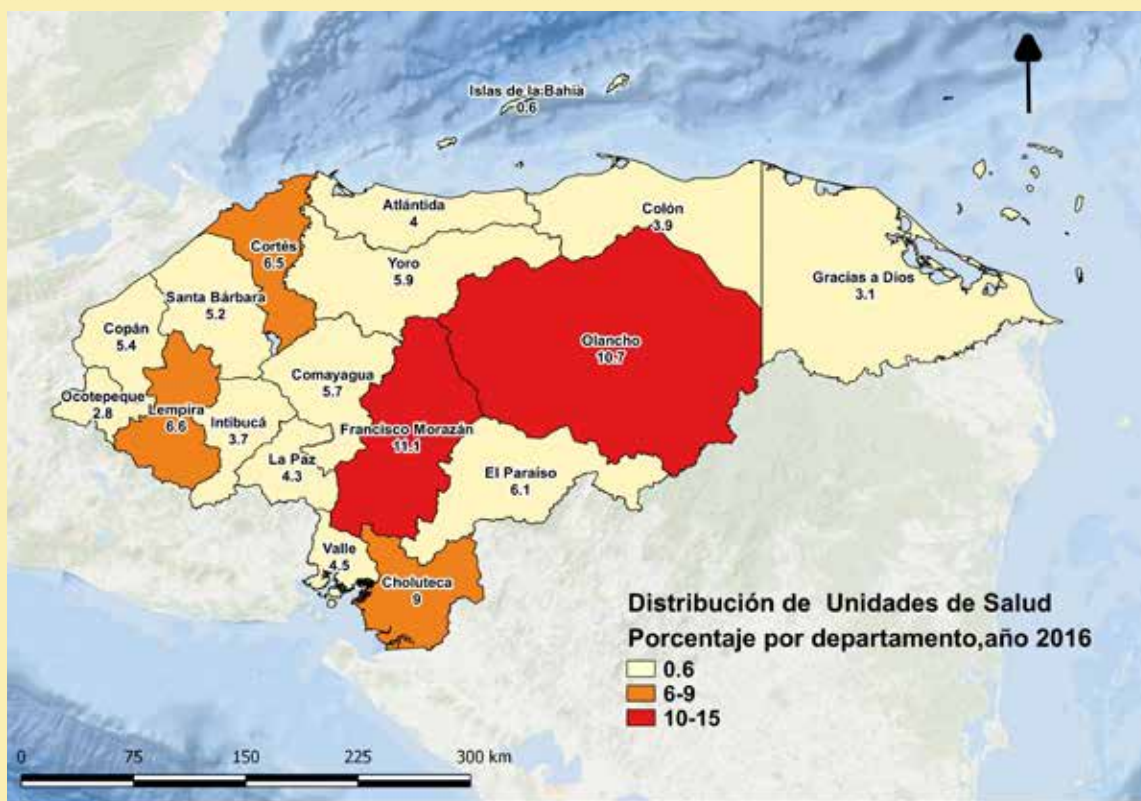 Islas de la Bahía
0.6
Atlántida
4
Colón
3.9
Cortés
6.5
Yoro
5.9
Gracias a Dios
3.1
Santa Bárbara
5.2
Copán
5.4
Olancho
10.7
Comayagua
5.7
Ocotepeque
2.8
Lempira
6.6
Intibucá
3.7
Francisco Morazán
11.1
La Paz
4.3
El Paraíso
6.1
Valle
4.5
Choluteca
9
Distribución de Unidades de Salud
Porcentaje por departamento,año 2016
0.6
6-9
10-15
0 75 150 225 300 km